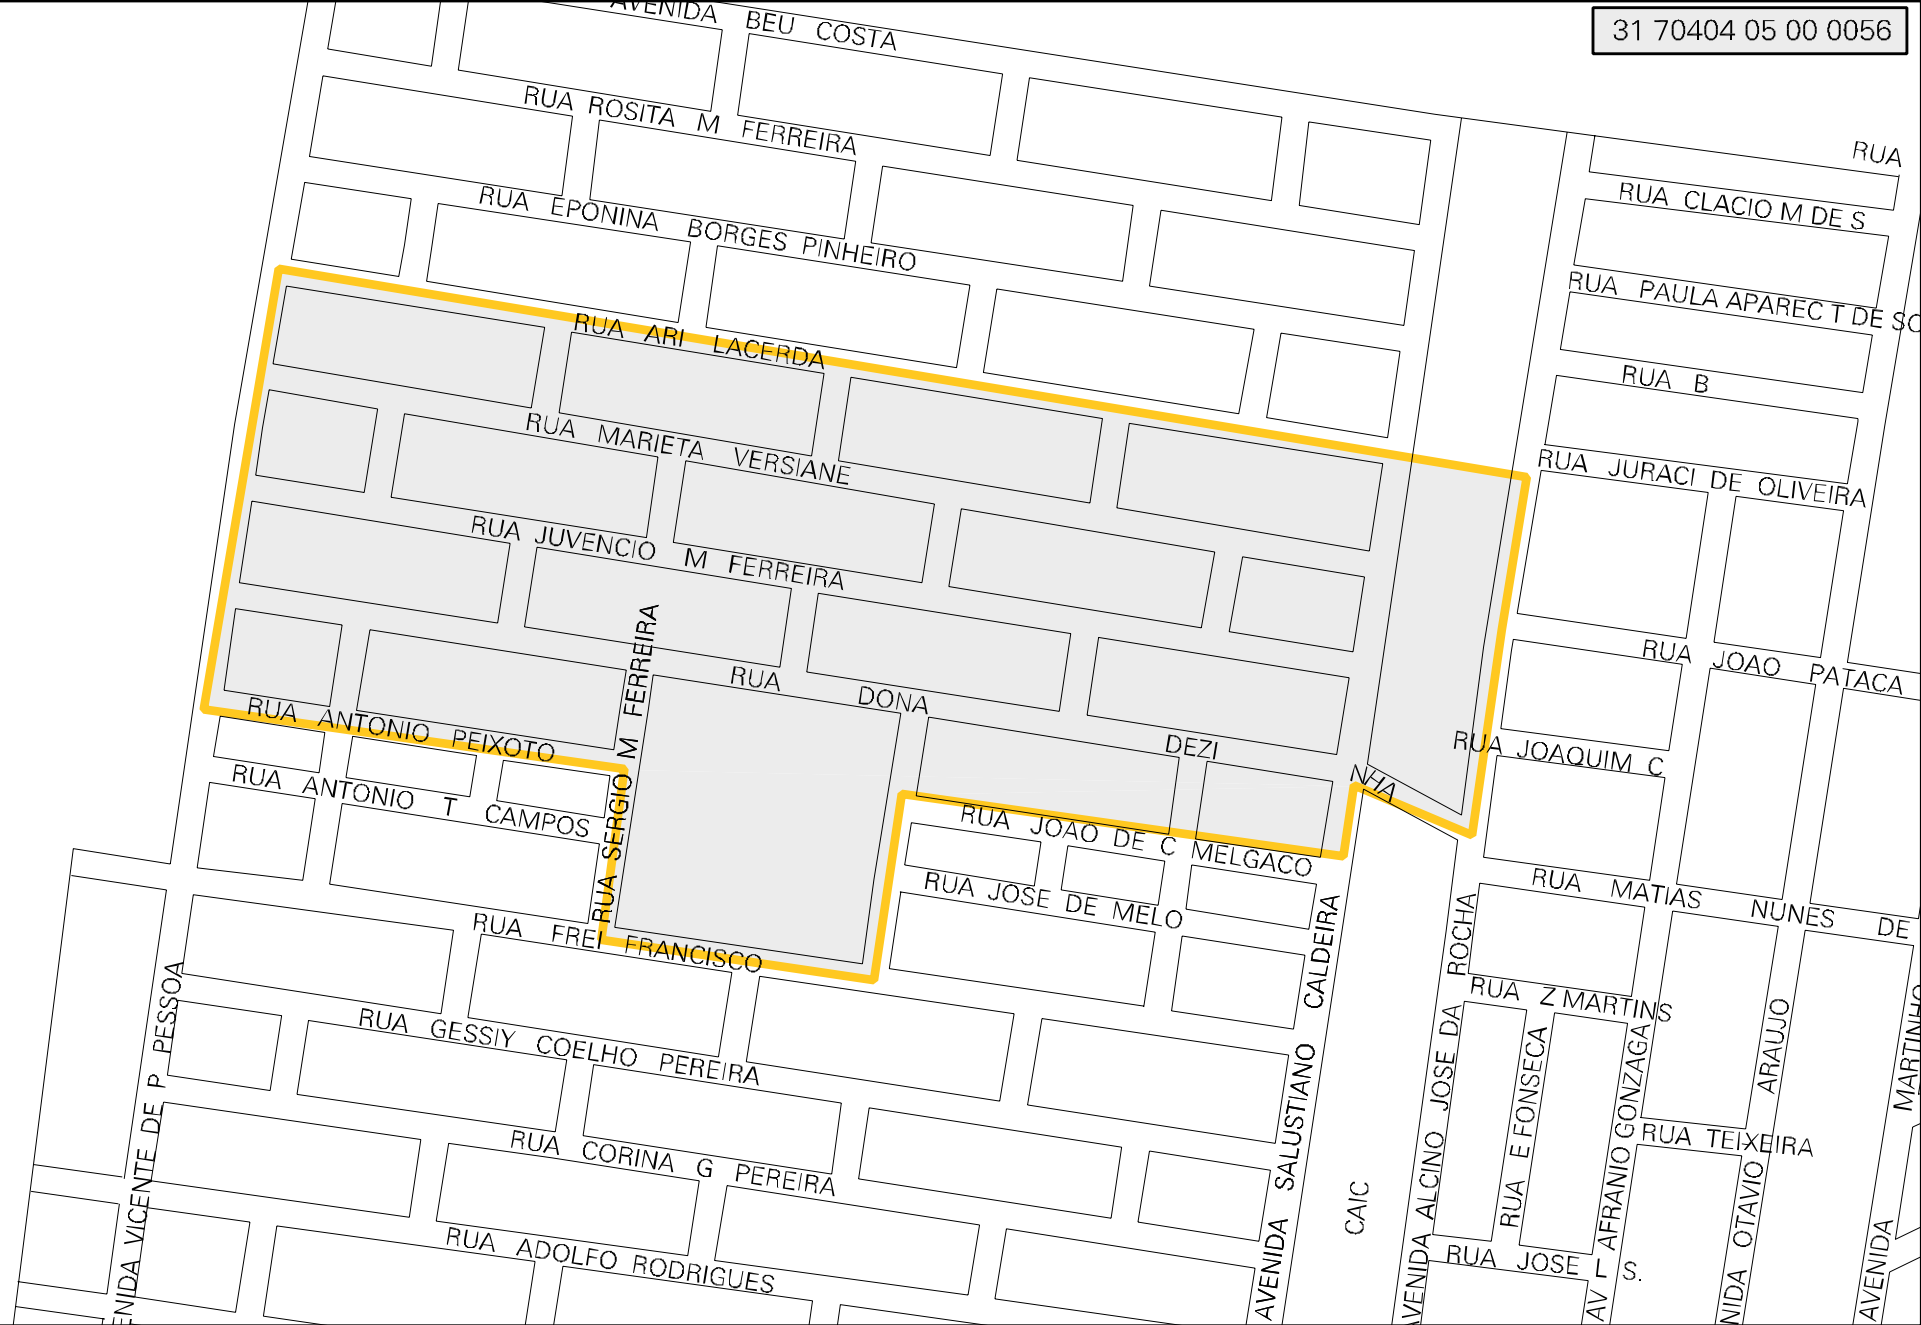 AVENIDA BEU COSTA
31 70404 05 00 0056
RUA ROSITA M FERREIRA
RUA
RUA CLACIO M DE S
RUA EPONINA BORGES PINHEIRO
RUA PAULA APAREC T DE SO
RUA ARI LACERDA
RUA B
RUA MARIETA VERSIANE
RUA JURACI DE OLIVEIRA
RUA JUVENCIO M FERREIRA
RUA SERGIO M FERREIRA
RUA JOAO PATACA
RUA DONA DEZI NHA
RUA ANTONIO PEIXOTO
RUA JOAQUIM C
RUA ANTONIO T CAMPOS
RUA JOAO DE C MELGACO
RUA JOSE DE MELO
RUA MATIAS NUNES DE
RUA FREI FRANCISCO
RUA Z MARTINS
RUA GESSIY COELHO PEREIRA
RUA TEIXEIRA
RUA CORINA G PEREIRA
RUA ADOLFO RODRIGUES
RUA JOSE L S.
ENIDA VICENTE DE P PESSOA
AVENIDA SALUSTIANO CALDEIRA
CAIC
VENIDA ALCINO JOSE DA ROCHA
RUA E FONSECA
AV AFRANIO GONZAGA
NIDA OTAVIO ARAUJO
AVENIDA MARTINHO